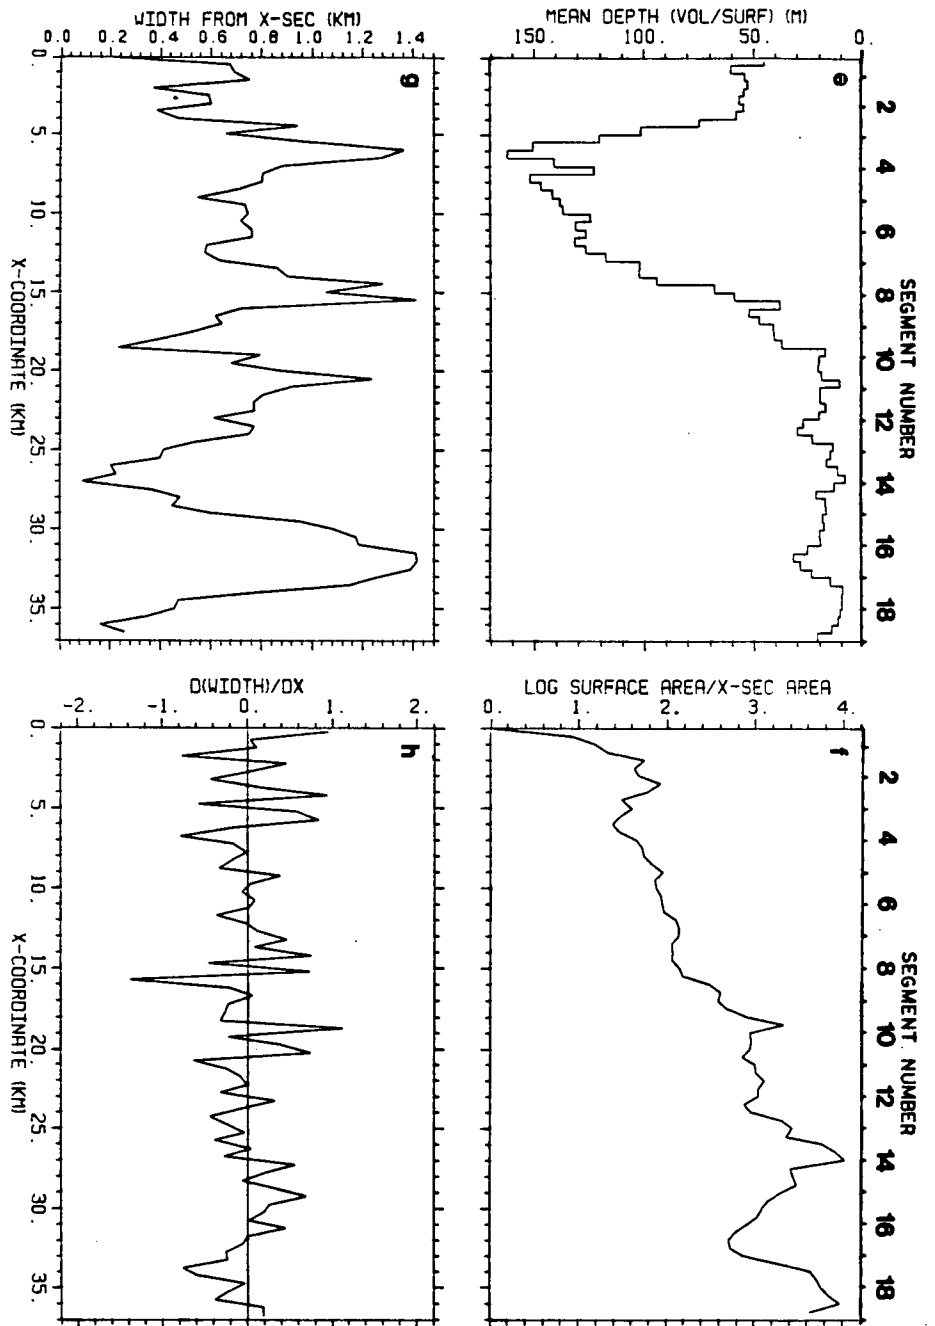 WIDTH FROM X-SEC (KM)
0.0 0.2 0.4 0.6 0.8 1.0 1.2 1.4
g
0. 5. 10. 15. 20. 25. 30. 35.
X-COORDINATE (KM)
MEAN DEPTH (VOL/SURF) (M)
150. 100. 50. 0.
e
2 4 6 8 10 12 14 16 18
SEGMENT NUMBER
D(WIDTH)/DX
-2. -1. 0. 1. 2.
h
0. 5. 10. 15. 20. 25. 30. 35.
X-COORDINATE (KM)
LOG SURFACE AREA/X-SEC AREA
0. 1. 2. 3. 4.
f
2 4 6 8 10 12 14 16 18
SEGMENT NUMBER